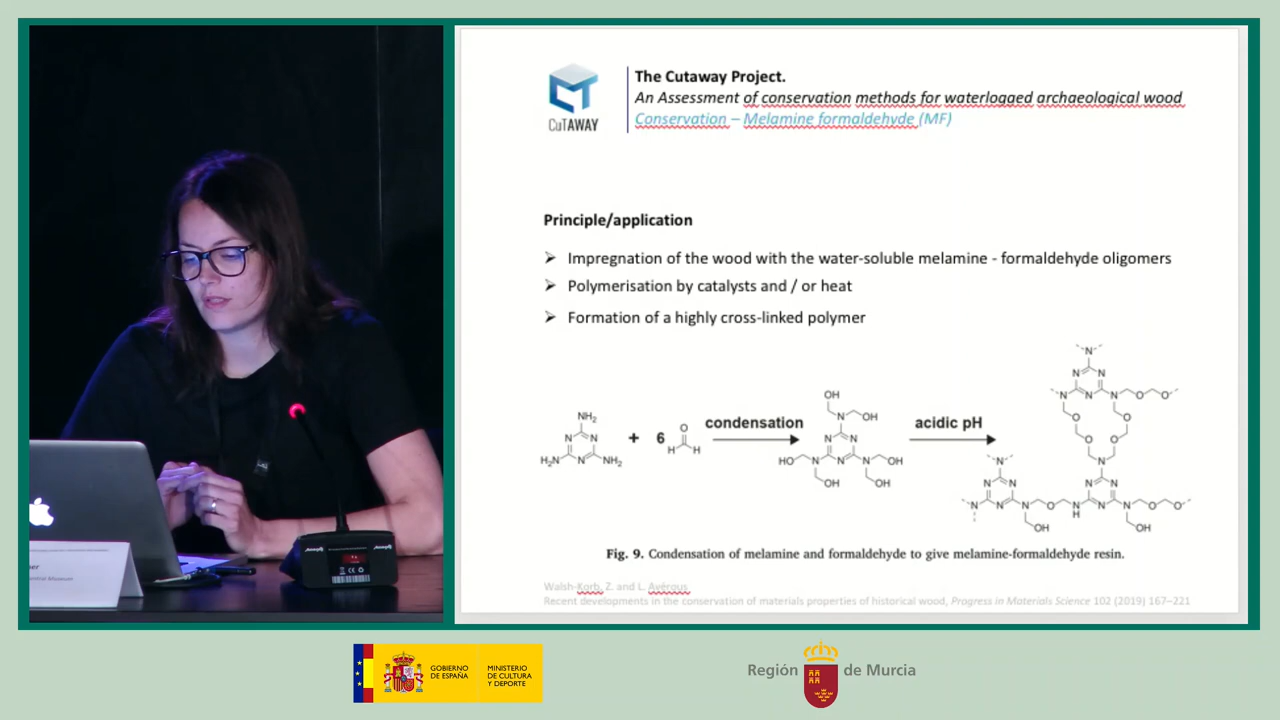 CuTAWAY
The Cutaway Project.
An Assessment of conservation methods for waterlogged archaeological wood
Conservation – Melamine formaldehyde (MF)
Principle/application
➢ Impregnation of the wood with the water-soluble melamine - formaldehyde oligomers
➢ Polymerisation by catalysts and / or heat
➢ Formation of a highly cross-linked polymer
NH2
N N
H2N N NH2
+ 6
O
H H
condensation
OH
N OH
N N
HO N N N OH
OH OH
acidic pH
N
N N
N N N O O
O O
O O
N N
N N N N
N N N O O N N N O O
H
OH OH
Fig. 9. Condensation of melamine and formaldehyde to give melamine-formaldehyde resin.
Walsh-Korb, Z. and L. Avérous,
Recent developments in the conservation of materials properties of historical wood, Progress in Materials Science 102 (2019) 167–221
GOBIERNO
DE ESPAÑA
MINISTERIO
DE CULTURA
Y DEPORTE
Región de Murcia